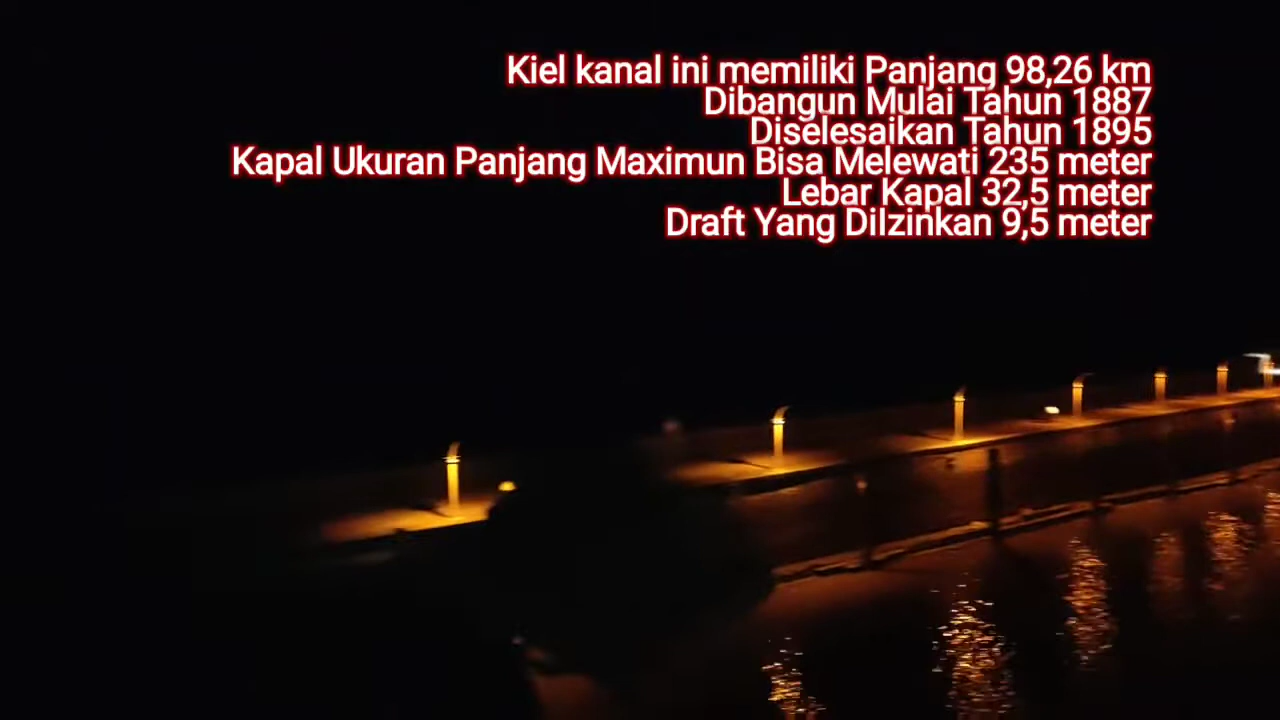 Kiel kanal ini memiliki Panjang 98,26 km
Dibangun Mulai Tahun 1887
Diselesaikan Tahun 1895
Kapal Ukuran Panjang Maximun Bisa Melewati 235 meter
Lebar Kapal 32,5 meter
Draft Yang DiIzinkan 9,5 meter